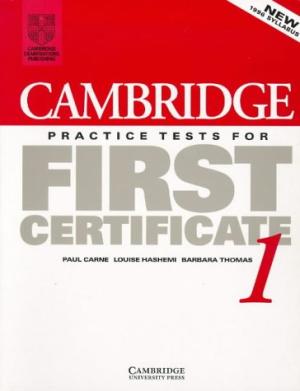 NEW
1996 SYLLABUS
CAMBRIDGE
EXAMINATIONS
PUBLISHING
CAMBRIDGE
PRACTICE TESTS FOR
FIRST
CERTIFICATE
1
PAUL CARNE LOUISE HASHEMI BARBARA THOMAS
CAMBRIDGE
UNIVERSITY PRESS